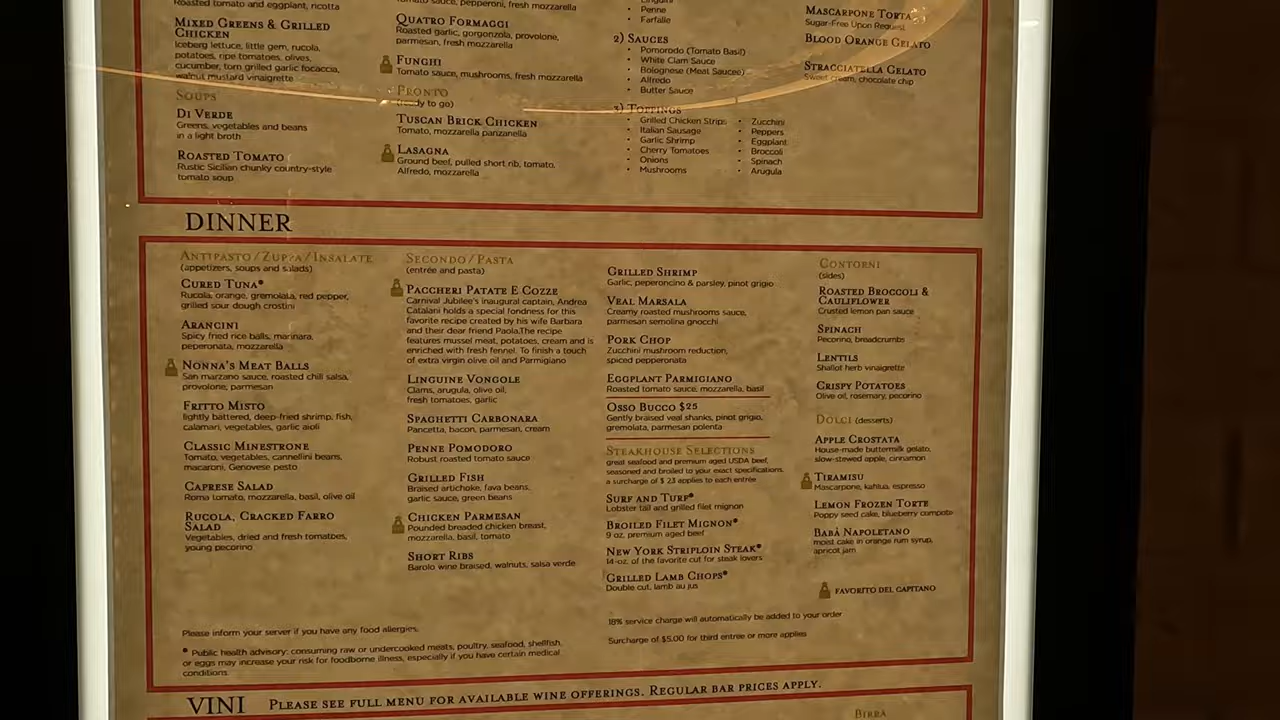 Roasted tomato and eggplant, ricotta
Mixed Greens & Grilled
Chicken
Iceberg lettuce, little gem, rucola,
potatoes, ripe tomatoes, olives,
cucumber, torn grilled garlic focaccia,
walnut mustard vinaigrette
Soups
Di Verde
Greens, vegetables and beans
in a light broth
Roasted Tomato
Rustic Sicilian chunky country-style
tomato soup
Tomato sauce, pepperoni, fresh mozzarella
Quatro Formaggi
Roasted garlic, gorgonzola, provolone,
parmesan, fresh mozzarella
Funghi
Tomato sauce, mushrooms, fresh mozzarella
Pronto
(ready to go)
Tuscan Brick Chicken
Tomato, mozzarella panzanella
Lasagna
Ground beef, pulled short rib, tomato,
Alfredo, mozzarella
• Linguini
• Penne
• Farfalle
2) Sauces
• Pomorodo (Tomato Basil)
• White Clam Sauce
• Bolognese (Meat Sauce)
• Alfredo
• Butter Sauce
3) Toppings
• Grilled Chicken Strips
• Italian Sausage
• Garlic Shrimp
• Cherry Tomatoes
• Onions
• Mushrooms
• Zucchini
• Peppers
• Eggplant
• Broccoli
• Spinach
• Arugula
Mascarpone Torta
Sugar-Free Upon Request
Blood Orange Gelato
Stracciatella Gelato
Sweet cream, chocolate chip
DINNER
Antipasto/Zuppa/Insalate
(appetizers, soups and salads)
Cured Tuna*
Rucola, orange, gremolata, red pepper,
grilled sour dough crostini
Arancini
Spicy fried rice balls, marinara,
peperonata, mozzarella
Nonna's Meat Balls
San marzano sauce, roasted chili salsa,
provolone, parmesan
Fritto Misto
lightly battered, deep-fried shrimp, fish,
calamari, vegetables, garlic aioli
Classic Minestrone
Tomato, vegetables, cannellini beans,
macaroni, Genovese pesto
Caprese Salad
Roma tomato, mozzarella, basil, olive oil
Rucola, Cracked Farro
Salad
Vegetables, dried and fresh tomatoes,
young pecorino
Secondo/Pasta
(entrée and pasta)
Paccheri Patate E Cozze
Carnival Jubilee's inaugural captain, Andrea
Catalani holds a special fondness for this
favorite recipe created by his wife Barbara
and their dear friend Paola.The recipe
features mussel meat, potatoes, cream and is
enriched with fresh fennel. To finish a touch
of extra virgin olive oil and Parmigiano
Linguine Vongole
Clams, arugula, olive oil,
fresh tomatoes, garlic
Spaghetti Carbonara
Pancetta, bacon, parmesan, cream
Penne Pomodoro
Robust roasted tomato sauce
Grilled Fish
Braised artichoke, fava beans,
garlic sauce, green beans
Chicken Parmesan
Pounded breaded chicken breast,
mozzarella, basil, tomato
Short Ribs
Barolo wine braised, walnuts, salsa verde
Grilled Shrimp
Garlic, peperoncino & parsley, pinot grigio
Veal Marsala
Creamy roasted mushrooms sauce,
parmesan semolina gnocchi
Pork Chop
Zucchini mushroom reduction,
spiced pepperonata
Eggplant Parmigiano
Roasted tomato sauce, mozzarella, basil
Osso Bucco $25
Gently braised veal shanks, pinot grigio,
gremolata, parmesan polenta
Steakhouse Selections
great seafood and premium aged USDA beef,
seasoned and broiled to your exact specifications.
a surcharge of $ 23 applies to each entrée
Surf and Turf*
Lobster tail and grilled filet mignon
Broiled Filet Mignon*
9 oz. premium aged beef
New York Striploin Steak*
14-oz. of the favorite cut for steak lovers
Grilled Lamb Chops*
Double cut, lamb au jus
Contorni
(sides)
Roasted Broccoli &
Cauliflower
Crusted lemon pan sauce
Spinach
Pecorino, breadcrumbs
Lentils
Shallot herb vinaigrette
Crispy Potatoes
Olive oil, rosemary, pecorino
Dolci (desserts)
Apple Crostata
House-made buttermilk gelato,
slow-stewed apple, cinnamon
Tiramisu
Mascarpone, kahlua, espresso
Lemon Frozen Torte
Poppy seed cake, blueberry compote
Babà Napoletano
moist cake in orange rum syrup,
apricot jam
Favorito del Capitano
Please inform your server if you have any food allergies.
* Public health advisory: consuming raw or undercooked meats, poultry, seafood, shellfish,
or eggs may increase your risk for foodborne illness, especially if you have certain medical
conditions.
18% service charge will automatically be added to your order
Surcharge of $5.00 for third entrée or more applies
VINI Please see full menu for available wine offerings. Regular bar prices apply.
Birra